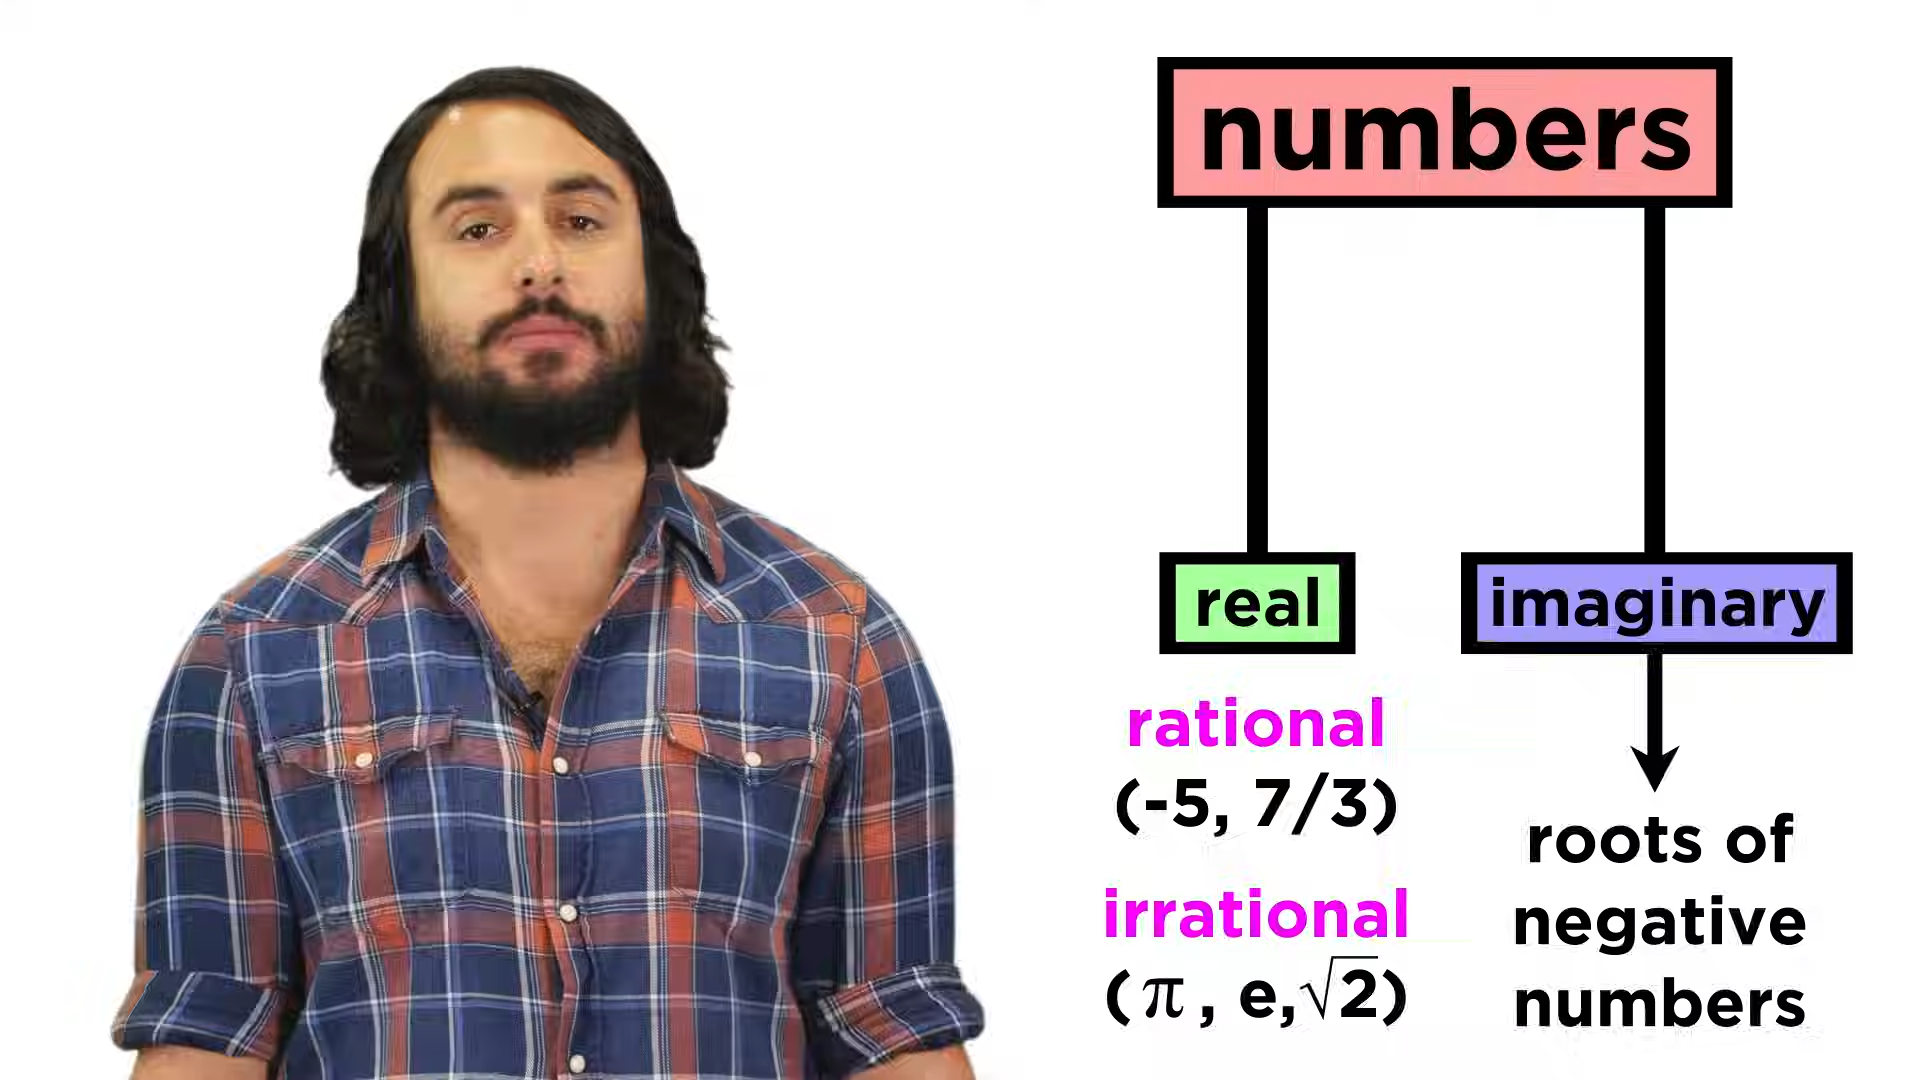 numbers
real
imaginary
rational
(-5, 7/3)
irrational
(π, e,√2)
roots of
negative
numbers